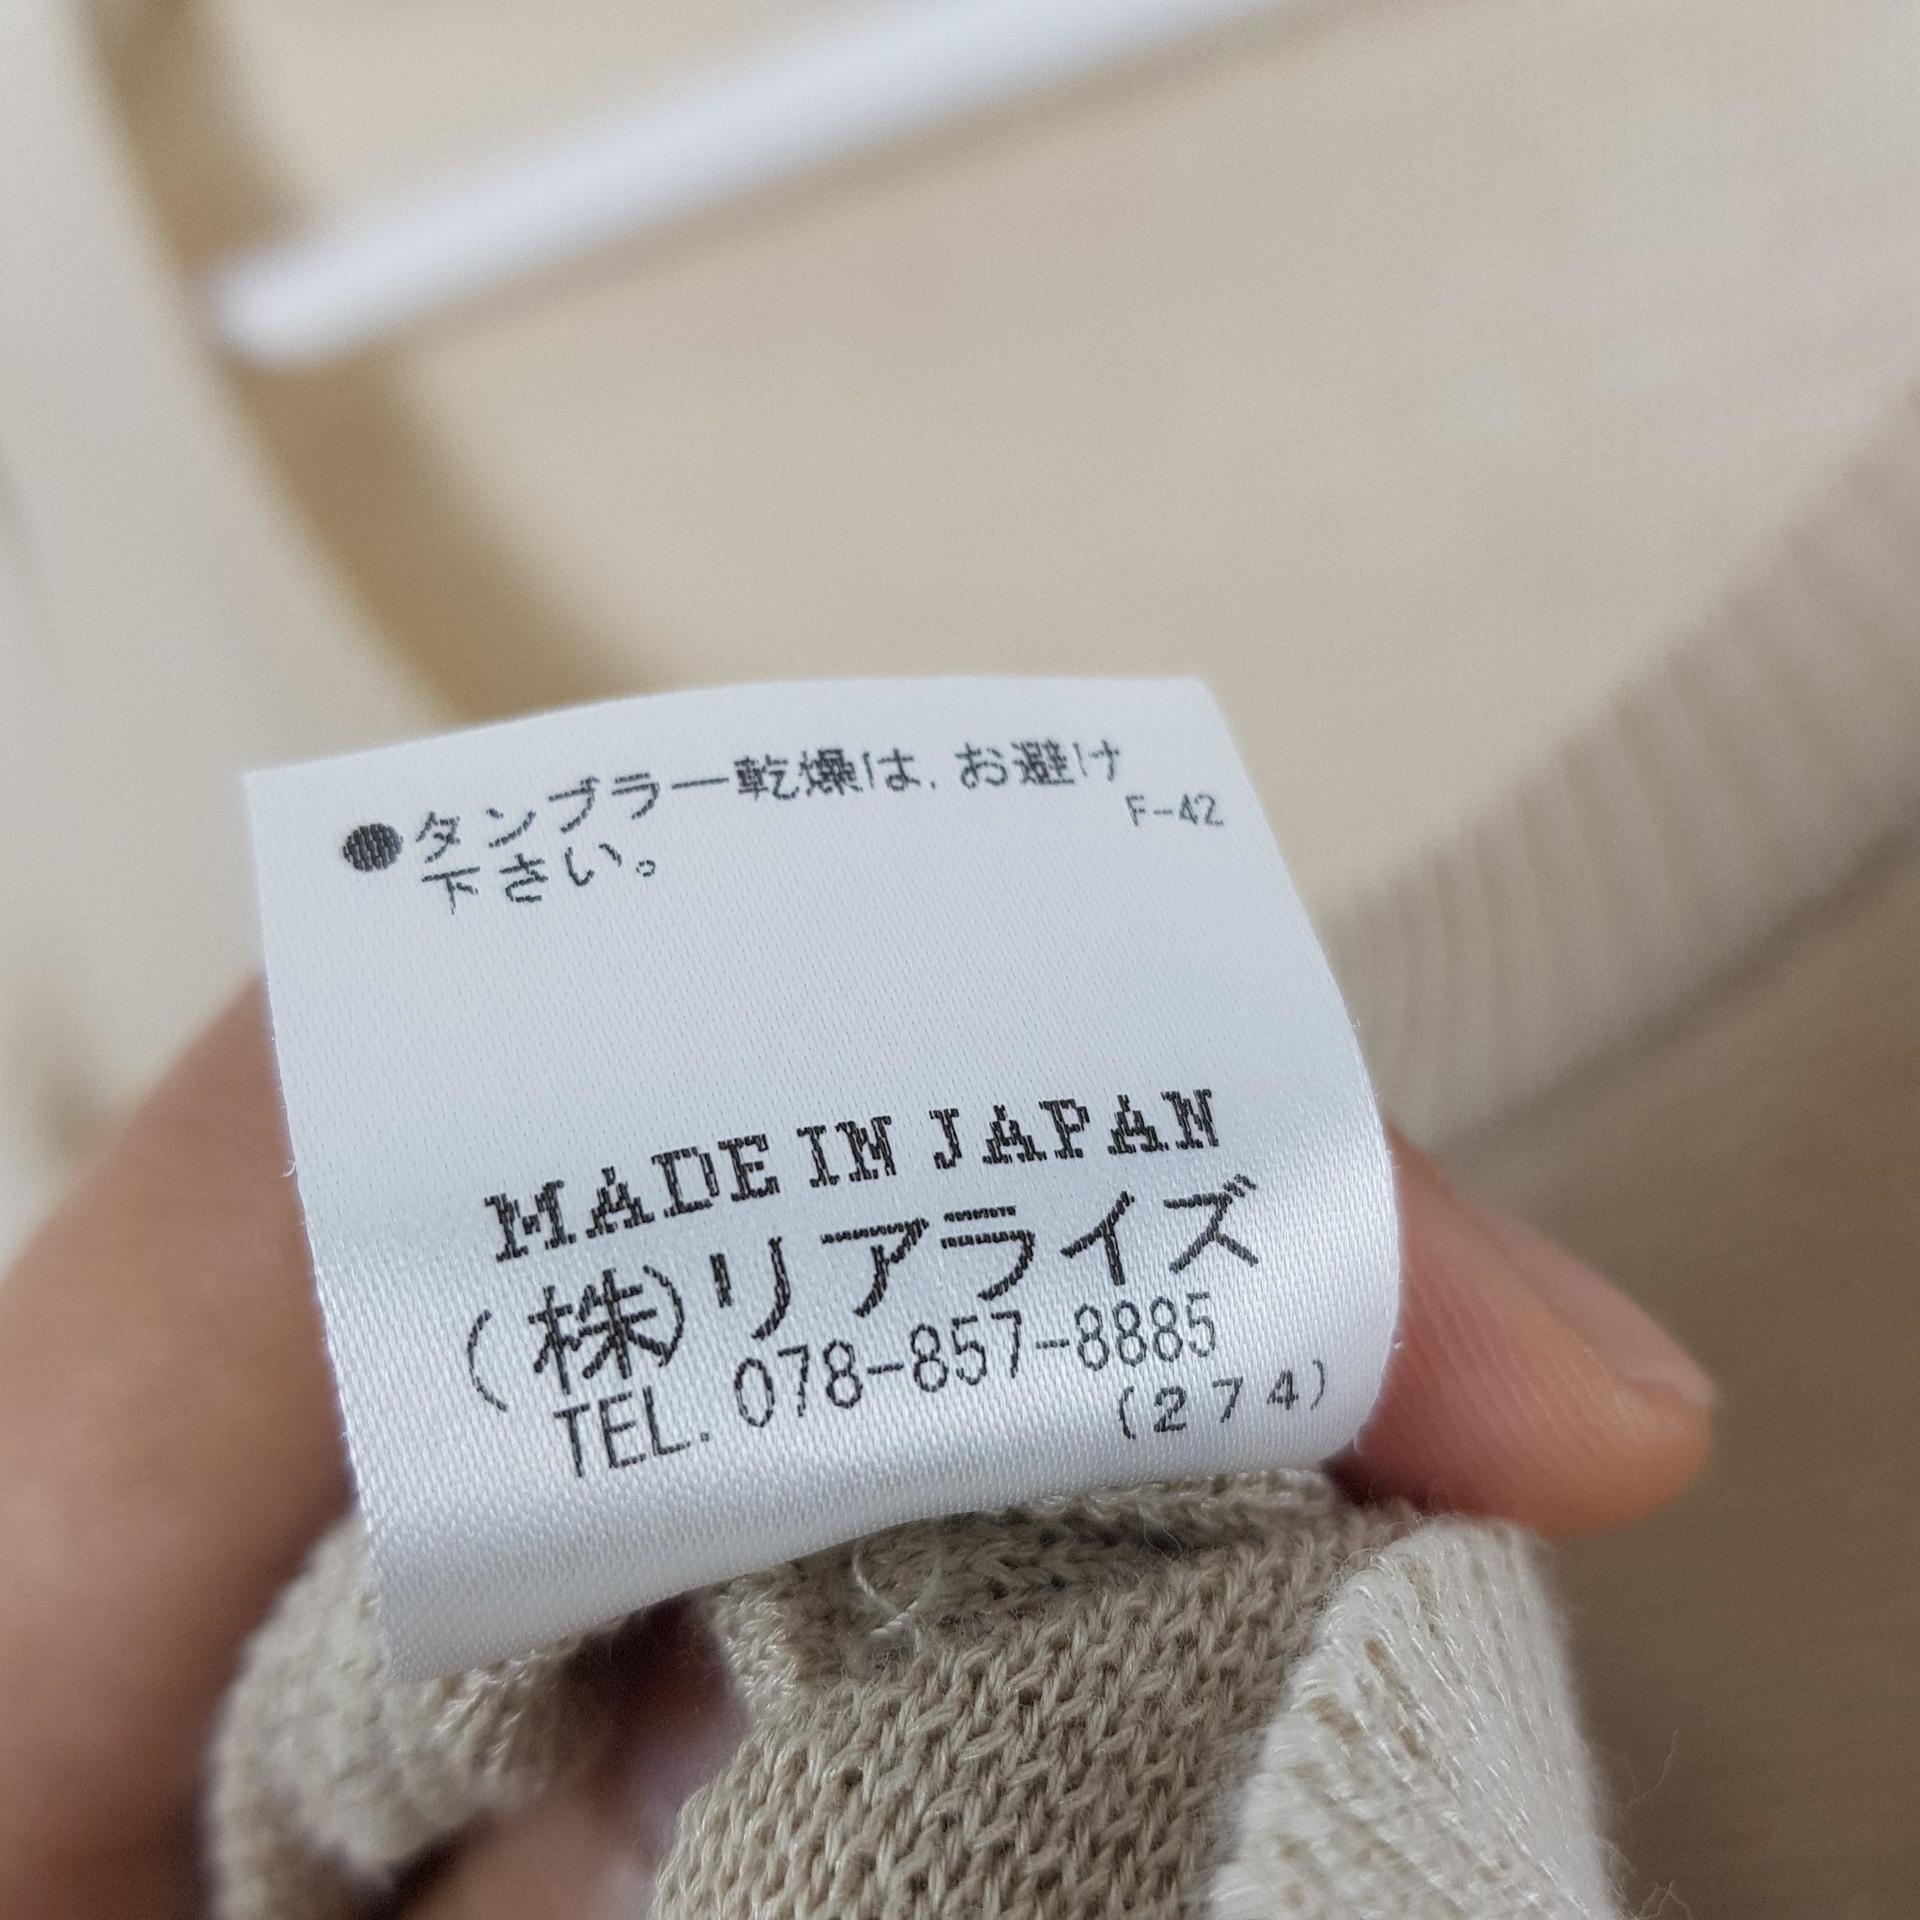 ●タンブラー乾燥は、お避け
下さい。
F-42
MADE IN JAPAN
(株)リアライズ
TEL. 078-857-8885
(274)